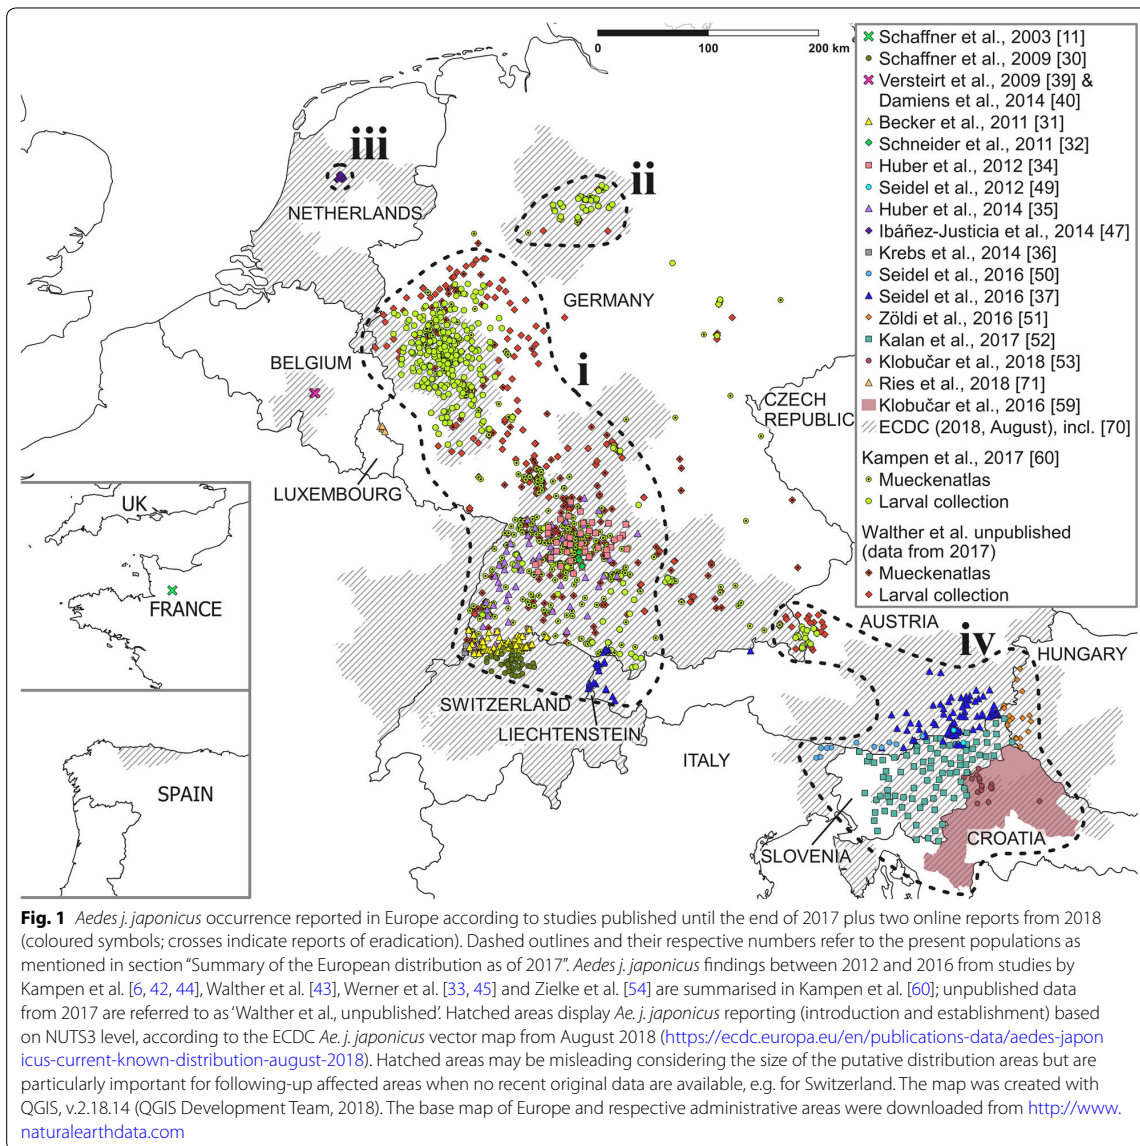 0 100 200 km
Schaffner et al., 2003 [11]
Schaffner et al., 2009 [30]
Versteirt et al., 2009 [39] &
Damiens et al., 2014 [40]
Becker et al., 2011 [31]
Schneider et al., 2011 [32]
Huber et al., 2012 [34]
Seidel et al., 2012 [49]
Huber et al., 2014 [35]
Ibáñez-Justicia et al., 2014 [47]
Krebs et al., 2014 [36]
Seidel et al., 2016 [50]
Seidel et al., 2016 [37]
Zöldi et al., 2016 [51]
Kalan et al., 2017 [52]
Klobučar et al., 2018 [53]
Ries et al., 2018 [71]
Klobučar et al., 2016 [59]
ECDC (2018, August), incl. [70]
Kampen et al., 2017 [60]
Mueckenatlas
Larval collection
Walther et al. unpublished
(data from 2017)
Mueckenatlas
Larval collection
iii
ii
NETHERLANDS
GERMANY
i
BELGIUM
CZECH
REPUBLIC
LUXEMBOURG
UK
FRANCE
SPAIN
AUSTRIA
iv
HUNGARY
SWITZERLAND
LIECHTENSTEIN
ITALY
SLOVENIA
CROATIA
Fig. 1 Aedes j. japonicus occurrence reported in Europe according to studies published until the end of 2017 plus two online reports from 2018
(coloured symbols; crosses indicate reports of eradication). Dashed outlines and their respective numbers refer to the present populations as
mentioned in section “Summary of the European distribution as of 2017”. Aedes j. japonicus findings between 2012 and 2016 from studies by
Kampen et al. [6, 42, 44], Walther et al. [43], Werner et al. [33, 45] and Zielke et al. [54] are summarised in Kampen et al. [60]; unpublished data
from 2017 are referred to as ‘Walther et al., unpublished’. Hatched areas display Ae. j. japonicus reporting (introduction and establishment) based
on NUTS3 level, according to the ECDC Ae. j. japonicus vector map from August 2018 (https://ecdc.europa.eu/en/publications-data/aedes-japon
icus-current-known-distribution-august-2018). Hatched areas may be misleading considering the size of the putative distribution areas but are
particularly important for following-up affected areas when no recent original data are available, e.g. for Switzerland. The map was created with
QGIS, v.2.18.14 (QGIS Development Team, 2018). The base map of Europe and respective administrative areas were downloaded from http://www.
naturalearthdata.com